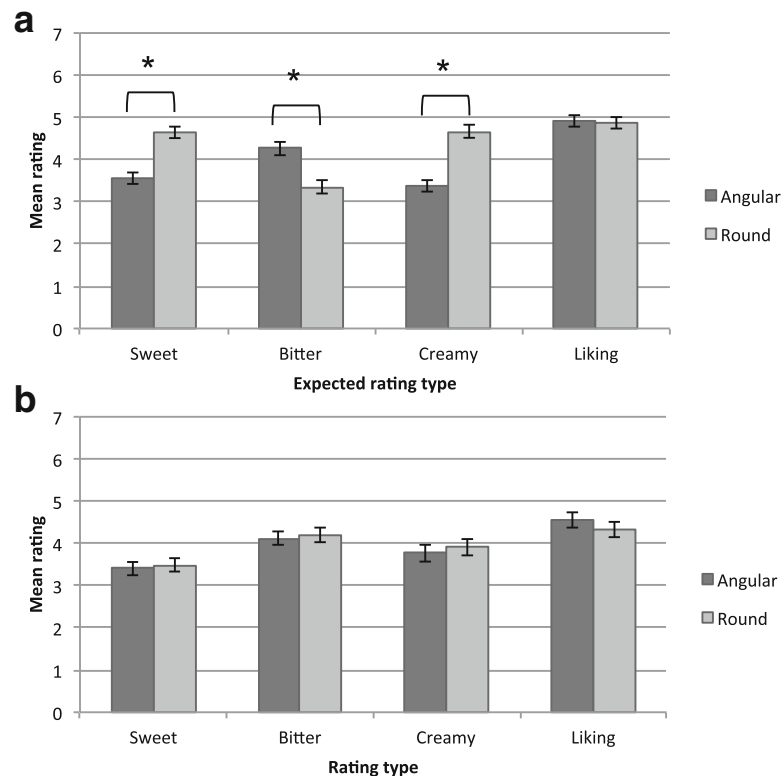 a
7
6
5
4
3
2
1
0
Mean rating
* * *
Sweet Bitter Creamy Liking
Expected rating type
Angular
Round
b
7
6
5
4
3
2
1
0
Mean rating
Sweet Bitter Creamy Liking
Rating type
Angular
Round